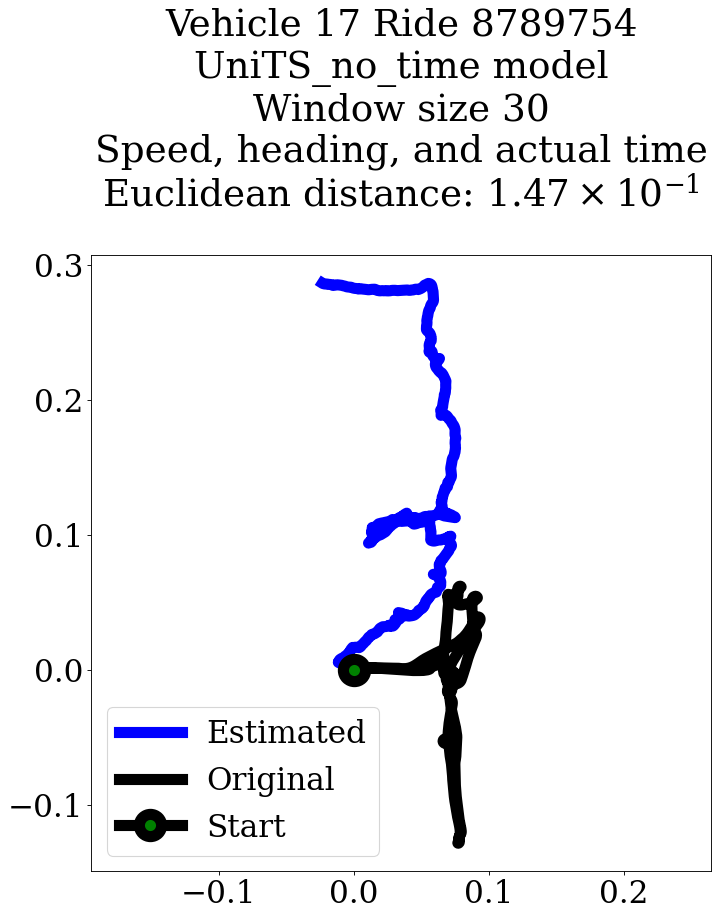 Vehicle 17 Ride 8789754
UniTS_no_time model
Window size 30
Speed, heading, and actual time
Euclidean distance: 1.47 × 10⁻¹
0.3
0.2
0.1
0.0
−0.1
Estimated
Original
Start
−0.1 0.0 0.1 0.2